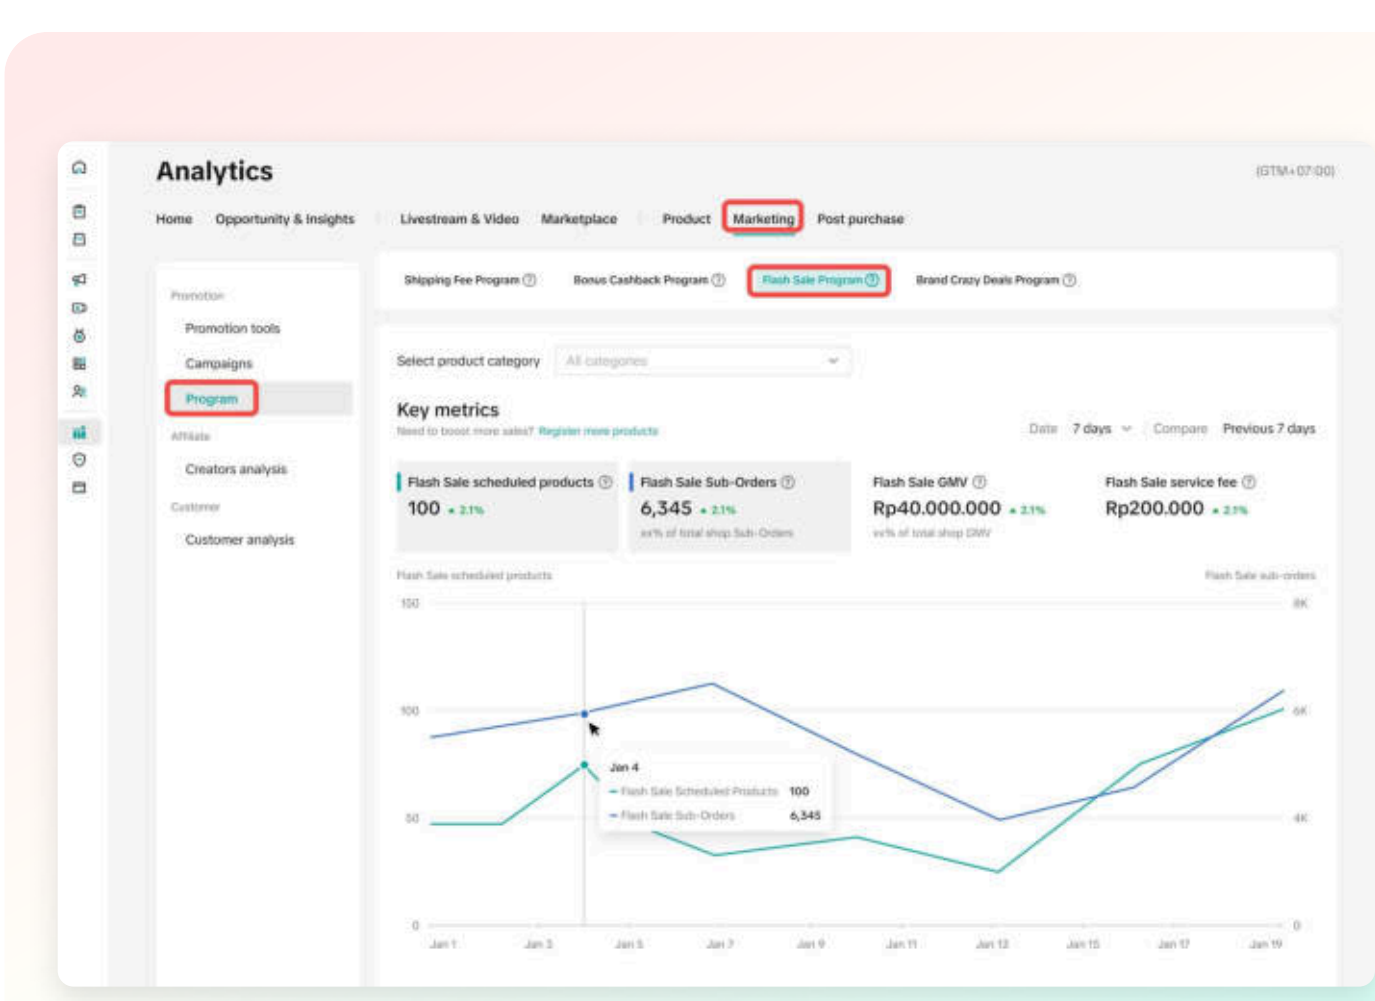 Analytics
(GTM+07:00)
Home Opportunity & Insights Livestream & Video Marketplace Product Marketing Post purchase
Shipping Fee Program Bonus Cashback Program Flash Sale Program Brand Crazy Deals Program
Promotion
Promotion tools
Campaigns
Program
Affiliate
Creators analysis
Customer
Customer analysis
Select product category All categories
Key metrics
Need to boost more sales? Register more products
Date 7 days Compare Previous 7 days
Flash Sale scheduled products
100 2.1%
Flash Sale Sub-Orders
6,345 2.1%
xx% of total shop Sub-Orders
Flash Sale GMV
Rp40.000.000 2.1%
xx% of total shop GMV
Flash Sale service fee
Rp200.000 2.1%
Flash Sale scheduled products Flash Sale sub-orders
150 8K
100 6K
50 4K
0 0
Jan 4
Flash Sale Scheduled Products 100
Flash Sale Sub-Orders 6,345
Jan 1 Jan 3 Jan 5 Jan 7 Jan 9 Jan 11 Jan 13 Jan 15 Jan 17 Jan 19